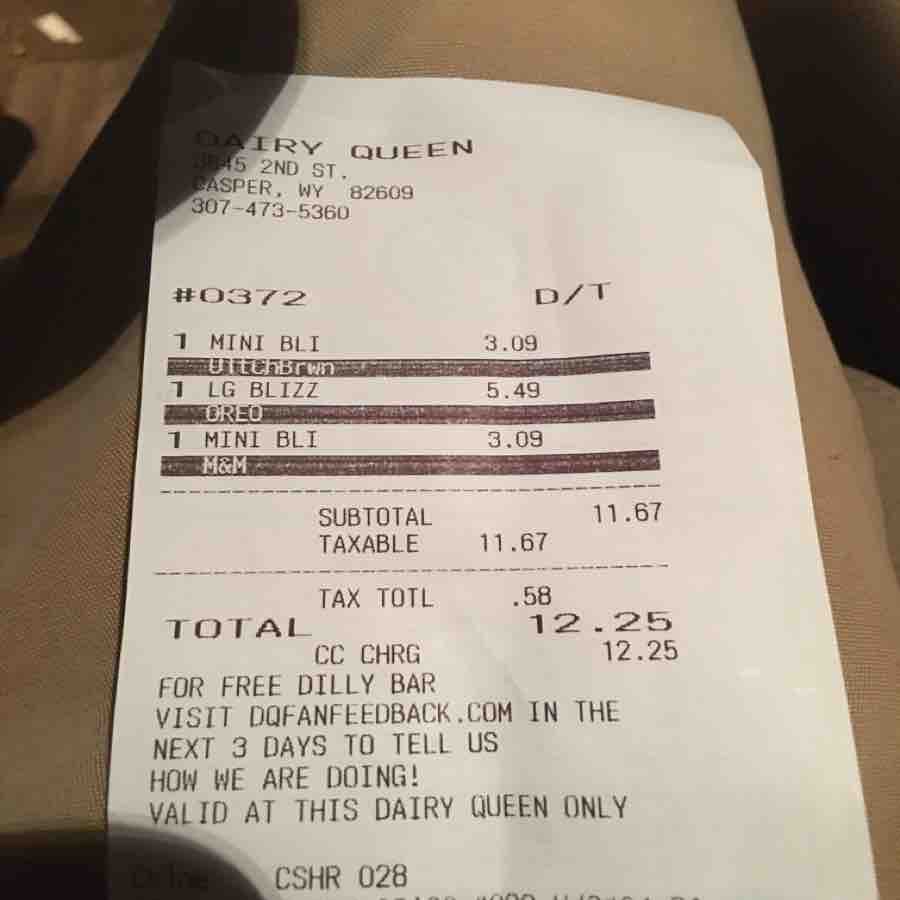 DAIRY QUEEN
3845 2ND ST.
CASPER, WY 82609
307-473-5360
#0372 D/T
1 MINI BLI 3.09
UltchBrwn
1 LG BLIZZ 5.49
OREO
1 MINI BLI 3.09
M&M
SUBTOTAL 11.67
TAXABLE 11.67
TAX TOTL .58
TOTAL 12.25
CC CHRG 12.25
FOR FREE DILLY BAR
VISIT DQFANFEEDBACK.COM IN THE
NEXT 3 DAYS TO TELL US
HOW WE ARE DOING!
VALID AT THIS DAIRY QUEEN ONLY
CSHR 028